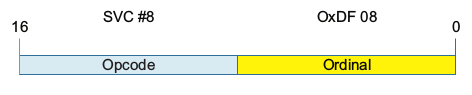 SVC #8 OxDF 08
16 0
Opcode Ordinal